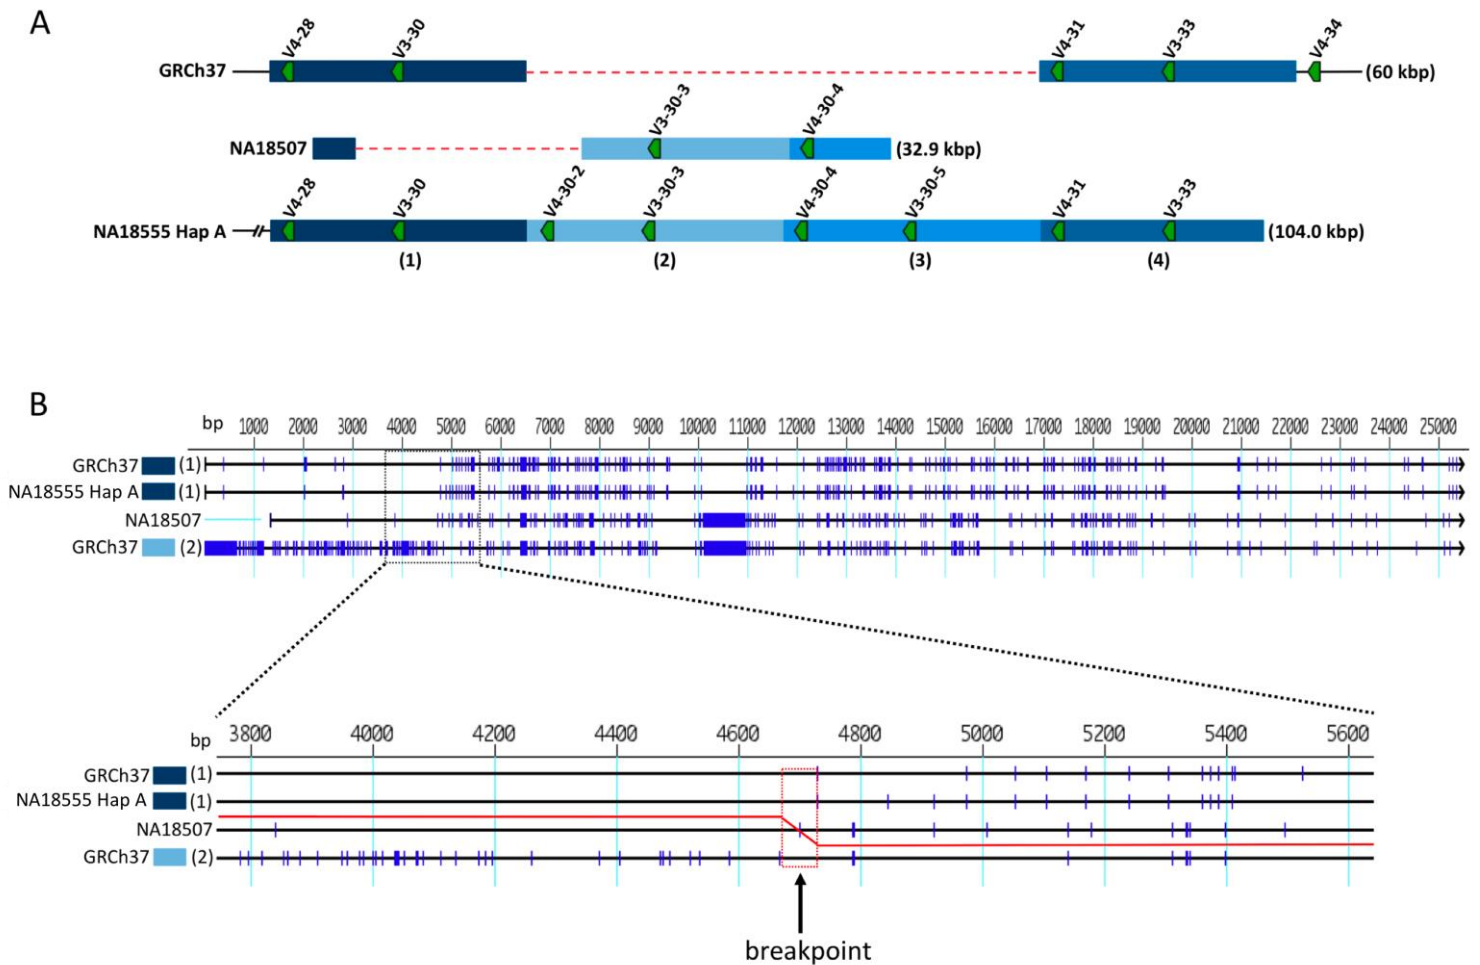 A
V4-28 V3-30 V4-31 V3-33 V4-34
GRCh37 (60 kbp)
V3-30-3 V4-30-4
NA18507 (32.9 kbp)
V4-28 V3-30 V4-30-2 V3-30-3 V4-30-4 V3-30-5 V4-31 V3-33
NA18555 Hap A (104.0 kbp)
(1) (2) (3) (4)
B
bp 1000 2000 3000 4000 5000 6000 7000 8000 9000 10000 11000 12000 13000 14000 15000 16000 17000 18000 19000 20000 21000 22000 23000 24000 25000
GRCh37 (1)
NA18555 Hap A (1)
NA18507
GRCh37 (2)
bp 3800 4000 4200 4400 4600 4800 5000 5200 5400 5600
GRCh37 (1)
NA18555 Hap A (1)
NA18507
GRCh37 (2)
breakpoint